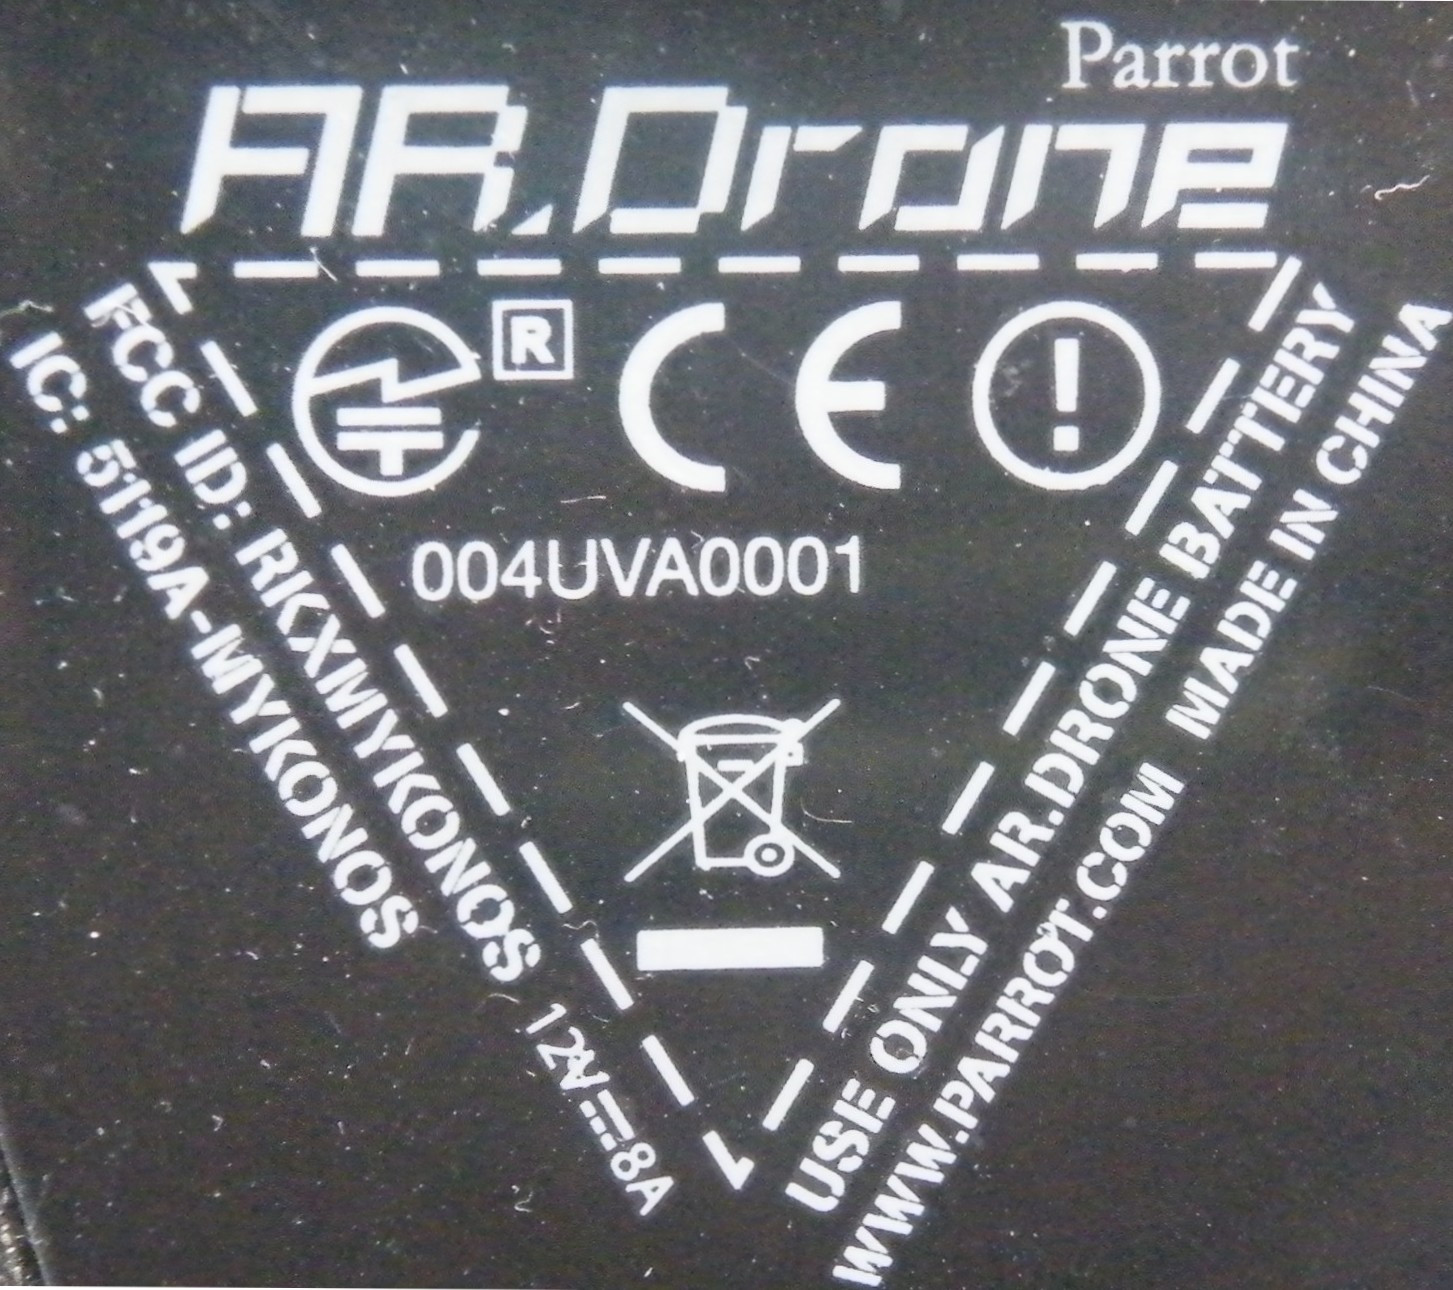 Parrot
AR.Drone
R
CE
004UVA0001
IC: 5119A-MYKONOS
FCC ID: RKXMYKONOS 12V⎓8A
USE ONLY AR.DRONE BATTERY
WWW.PARROT.COM MADE IN CHINA